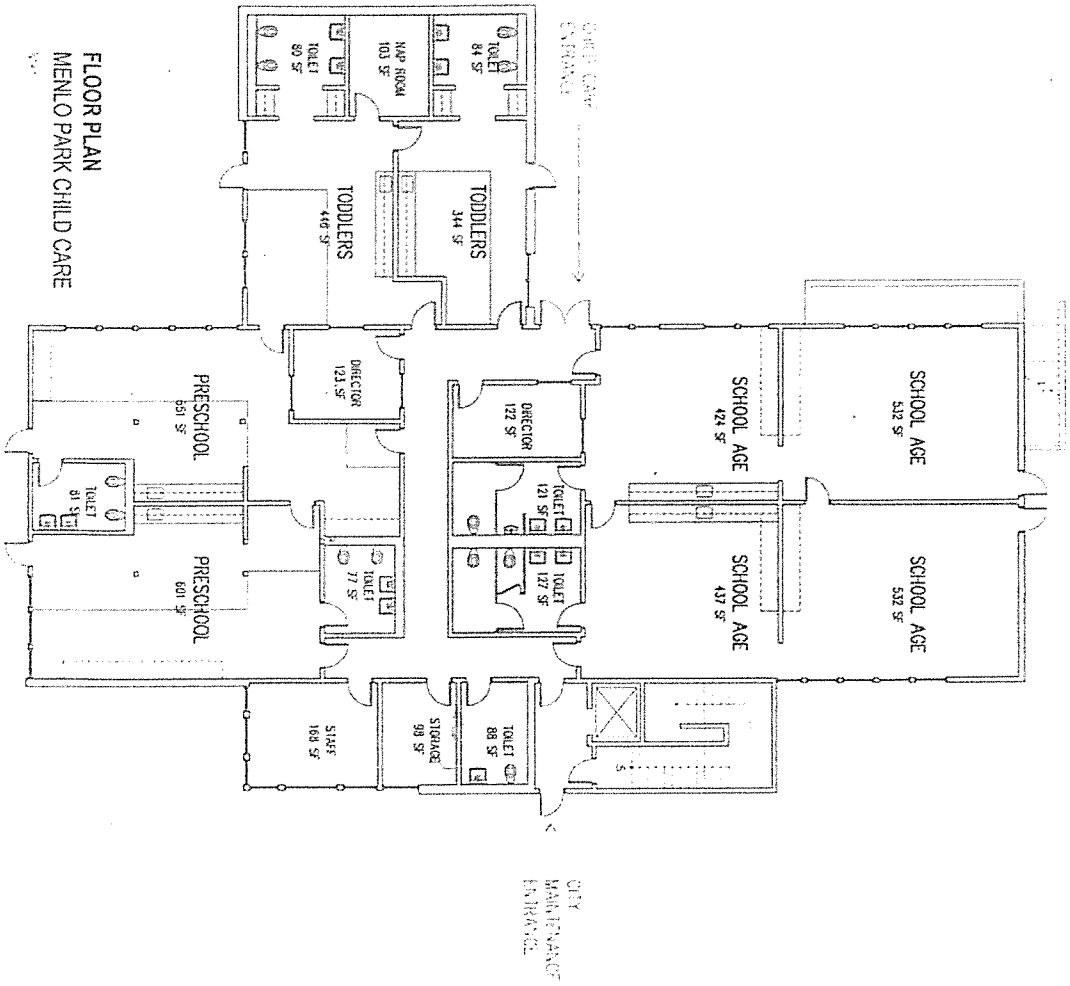 SCHOOL AGE
532 SF
SCHOOL AGE
532 SF
SCHOOL AGE
424 SF
SCHOOL AGE
437 SF
CHILD CARE
ENTRANCE
CITY
MAINTENANCE
ENTRANCE
TOILET
84 SF
NAP ROOM
103 SF
TOILET
80 SF
TODDLERS
344 SF
TODDLERS
446 SF
DIRECTOR
122 SF
TOILET
121 SF
TOILET
127 SF
TOILET
88 SF
STORAGE
98 SF
STAFF
168 SF
DIRECTOR
123 SF
TOILET
77 SF
PRESCHOOL
651 SF
PRESCHOOL
601 SF
TOILET
81 SF
FLOOR PLAN
MENLO PARK CHILD CARE